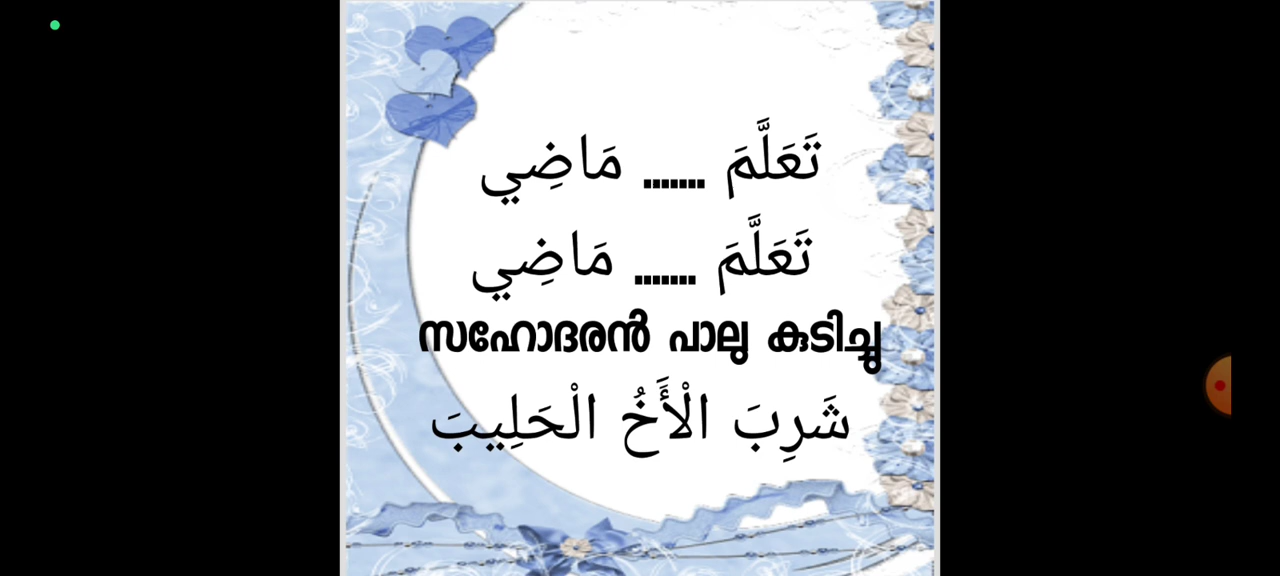 تَعَلَّمَ ....... مَاضِي
تَعَلَّمَ ....... مَاضِي
സഹോദരൻ പാലു കുടിച്ചു
شَرِبَ الْأَخُ الْحَلِيبَ